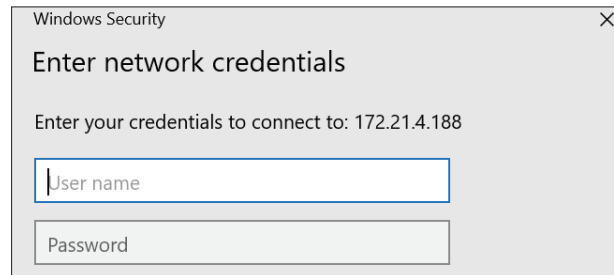 Windows Security
Enter network credentials
Enter your credentials to connect to: 172.21.4.188
User name
Password